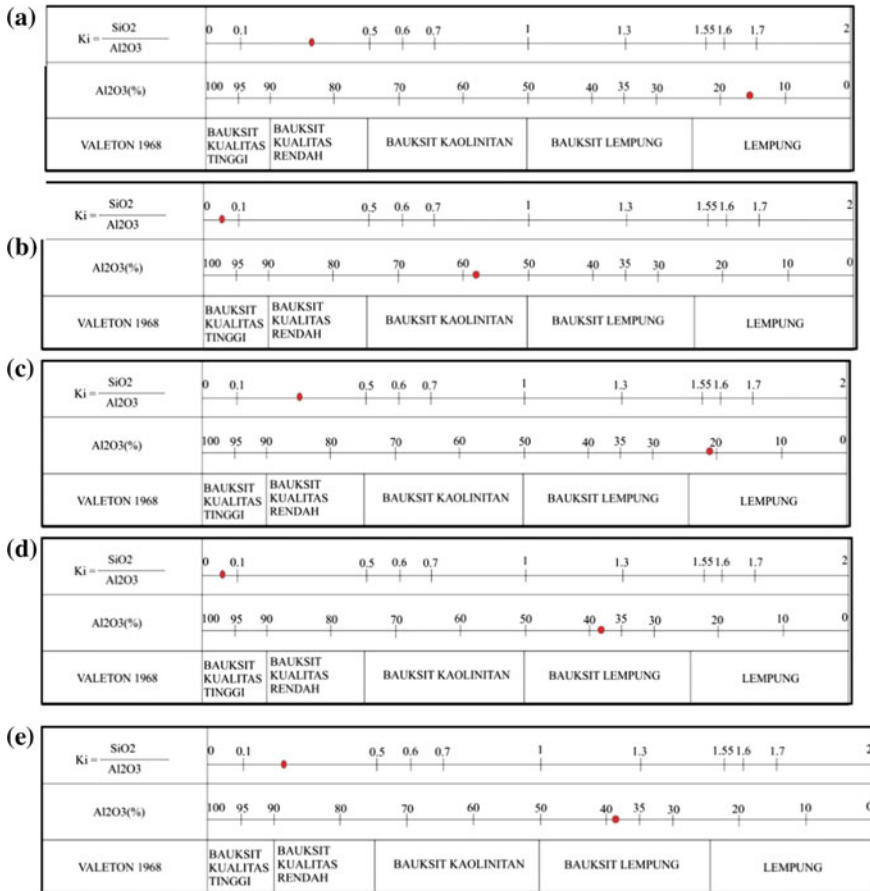 (a)
Ki = SiO2
Al2O3
0 0.1 0.5 0.6 0.7 1 1.3 1.55 1.6 1.7 2
Al2O3(%)
100 95 90 80 70 60 50 40 35 30 20 10 0
VALETON 1968
BAUKSIT KUALITAS TINGGI
BAUKSIT KUALITAS RENDAH
BAUKSIT KAOLINITAN
BAUKSIT LEMPUNG
LEMPUNG
(b)
Ki = SiO2
Al2O3
0 0.1 0.5 0.6 0.7 1 1.3 1.55 1.6 1.7 2
Al2O3(%)
100 95 90 80 70 60 50 40 35 30 20 10 0
VALETON 1968
BAUKSIT KUALITAS TINGGI
BAUKSIT KUALITAS RENDAH
BAUKSIT KAOLINITAN
BAUKSIT LEMPUNG
LEMPUNG
(c)
Ki = SiO2
Al2O3
0 0.1 0.5 0.6 0.7 1 1.3 1.55 1.6 1.7 2
Al2O3(%)
100 95 90 80 70 60 50 40 35 30 20 10 0
VALETON 1968
BAUKSIT KUALITAS TINGGI
BAUKSIT KUALITAS RENDAH
BAUKSIT KAOLINITAN
BAUKSIT LEMPUNG
LEMPUNG
(d)
Ki = SiO2
Al2O3
0 0.1 0.5 0.6 0.7 1 1.3 1.55 1.6 1.7 2
Al2O3(%)
100 95 90 80 70 60 50 40 35 30 20 10 0
VALETON 1968
BAUKSIT KUALITAS TINGGI
BAUKSIT KUALITAS RENDAH
BAUKSIT KAOLINITAN
BAUKSIT LEMPUNG
LEMPUNG
(e)
Ki = SiO2
Al2O3
0 0.1 0.5 0.6 0.7 1 1.3 1.55 1.6 1.7 2
Al2O3(%)
100 95 90 80 70 60 50 40 35 30 20 10 0
VALETON 1968
BAUKSIT KUALITAS TINGGI
BAUKSIT KUALITAS RENDAH
BAUKSIT KAOLINITAN
BAUKSIT LEMPUNG
LEMPUNG